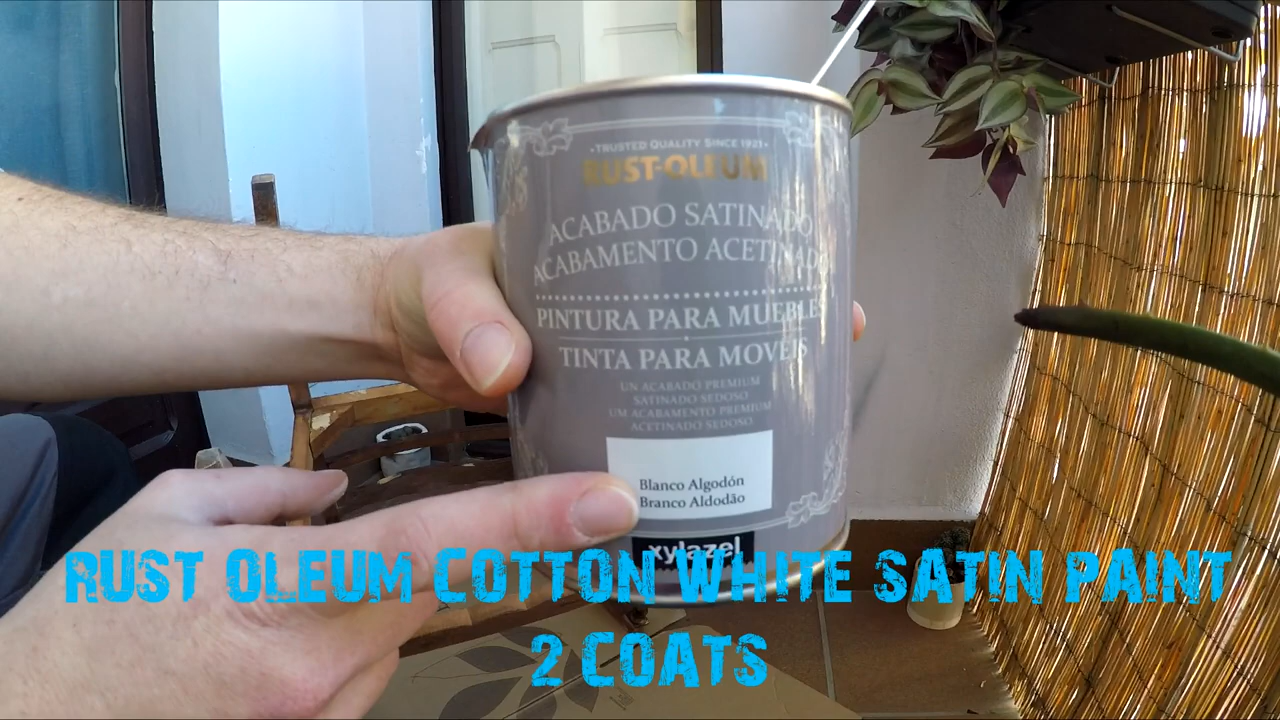 •TRUSTED QUALITY SINCE 1921•
RUST-OLEUM
ACABADO SATINADO
ACABAMENTO ACETINADO
PINTURA PARA MUEBLES
TINTA PARA MOVEIS
UN ACABADO PREMIUM
SATINADO SEDOSO
UM ACABAMENTO PREMIUM
ACETINADO SEDOSO
Blanco Algodón
Branco Aldodão
xylazel
RUST OLEUM COTTON WHITE SATIN PAINT
2 COATS